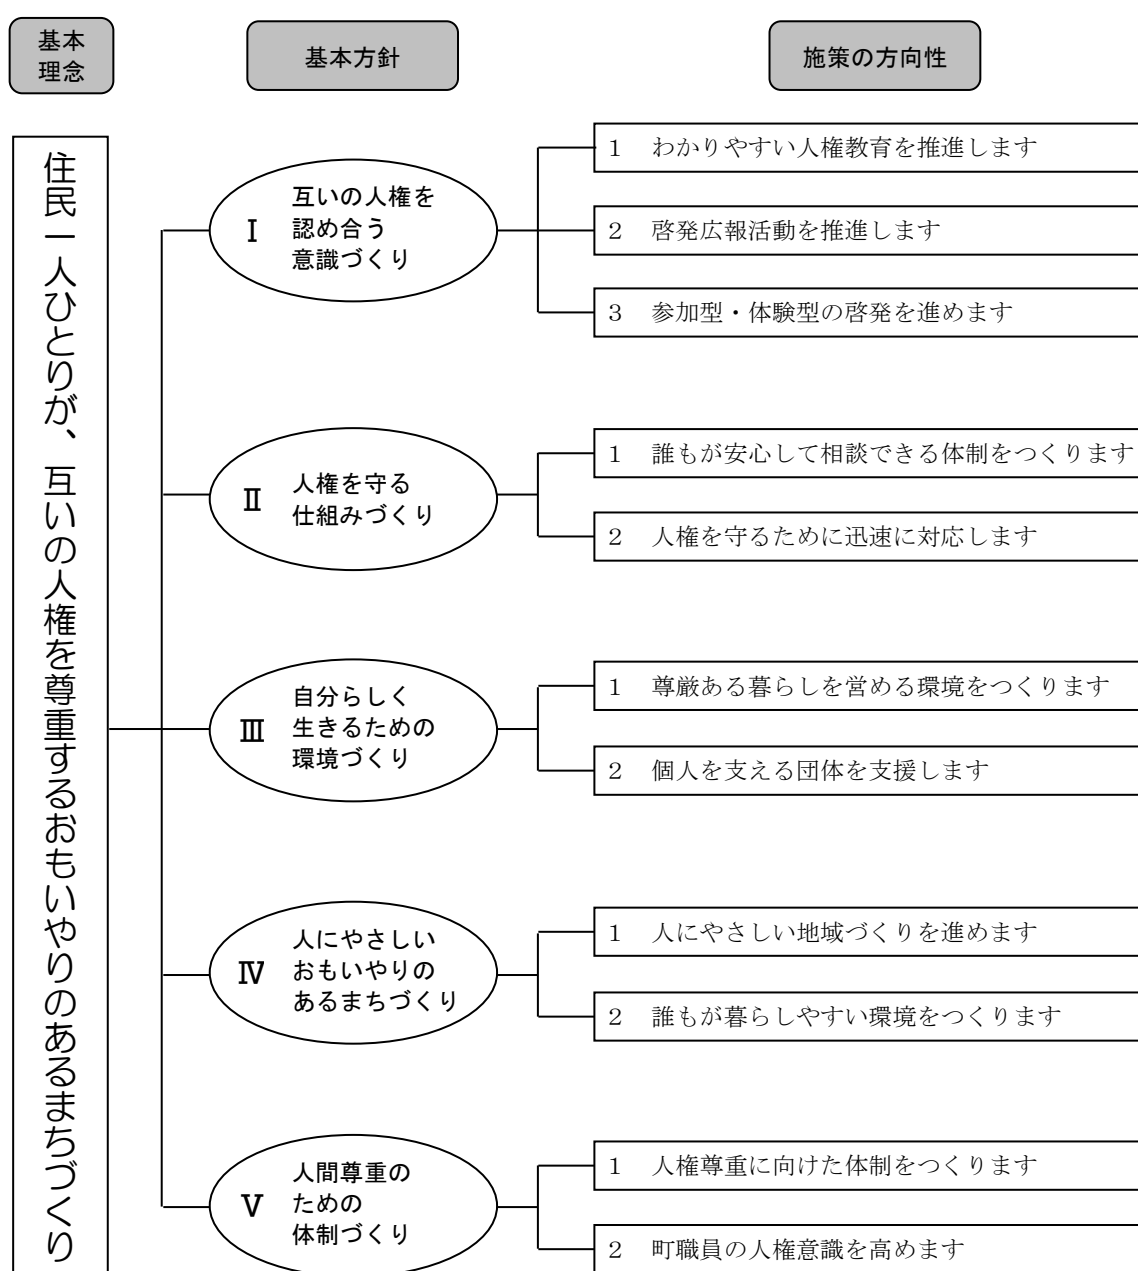 基本
理念
基本方針
施策の方向性
住民一人ひとりが、互いの人権を尊重するおもいやりのあるまちづくり
Ⅰ
互いの人権を
認め合う
意識づくり
1 わかりやすい人権教育を推進します
2 啓発広報活動を推進します
3 参加型・体験型の啓発を進めます
Ⅱ
人権を守る
仕組みづくり
1 誰もが安心して相談できる体制をつくります
2 人権を守るために迅速に対応します
Ⅲ
自分らしく
生きるための
環境づくり
1 尊厳ある暮らしを営める環境をつくります
2 個人を支える団体を支援します
Ⅳ
人にやさしい
おもいやりの
あるまちづくり
1 人にやさしい地域づくりを進めます
2 誰もが暮らしやすい環境をつくります
Ⅴ
人間尊重の
ための
体制づくり
1 人権尊重に向けた体制をつくります
2 町職員の人権意識を高めます